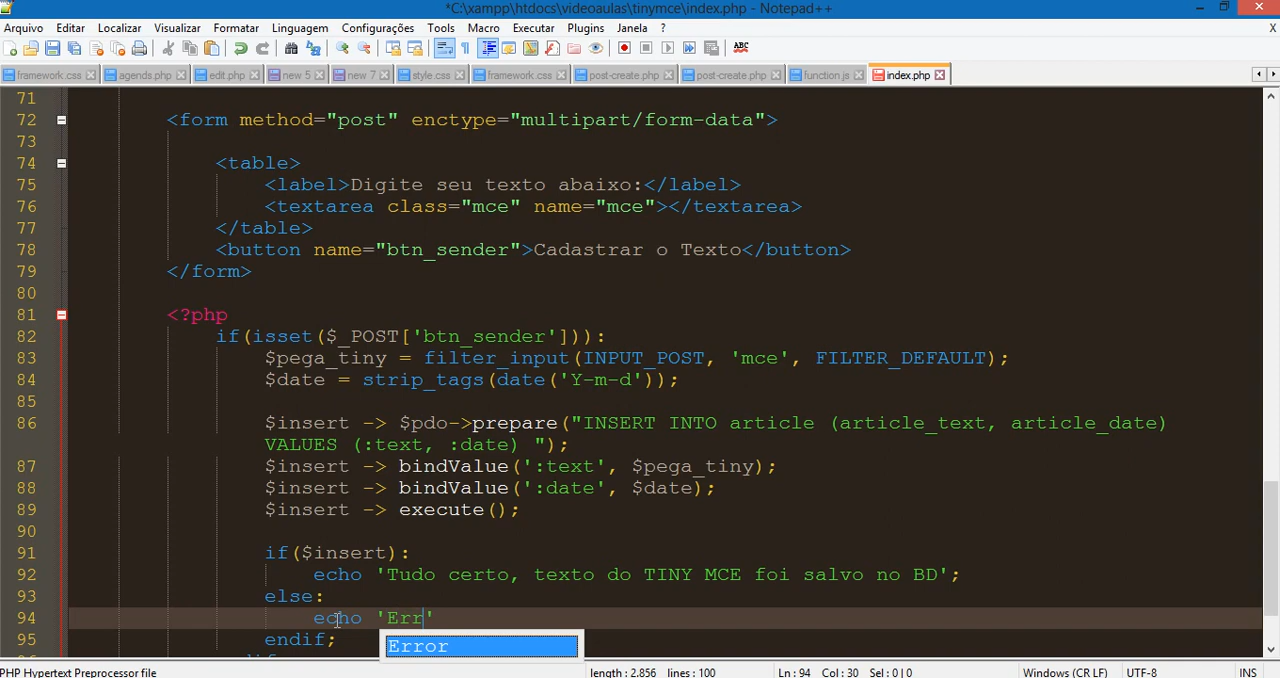 *C:\xampp\htdocs\videoaulas\tinymce\index.php - Notepad++
Arquivo Editar Localizar Visualizar Formatar Linguagem Configurações Tools Macro Executar Plugins Janela ? X
framework.css agends.php edit.php new 5 new 7 style.css framework.css post-create.php post-create.php function js index.php
71
72 <form method="post" enctype="multipart/form-data">
73
74 <table>
75 <label>Digite seu texto abaixo:</label>
76 <textarea class="mce" name="mce"></textarea>
77 </table>
78 <button name="btn_sender">Cadastrar o Texto</button>
79 </form>
80
81 <?php
82 if(isset($_POST['btn_sender'])):
83 $pega_tiny = filter_input(INPUT_POST, 'mce', FILTER_DEFAULT);
84 $date = strip_tags(date('Y-m-d'));
85
86 $insert -> $pdo->prepare("INSERT INTO article (article_text, article_date)
VALUES (:text, :date) ");
87 $insert -> bindValue(':text', $pega_tiny);
88 $insert -> bindValue(':date', $date);
89 $insert -> execute();
90
91 if($insert):
92 echo 'Tudo certo, texto do TINY MCE foi salvo no BD';
93 else:
94 echo 'Err'
95 endif;
Error
PHP Hypertext Preprocessor file length : 2.856 lines : 100 Ln : 94 Col : 30 Sel : 0 | 0 Windows (CR LF) UTF-8 INS